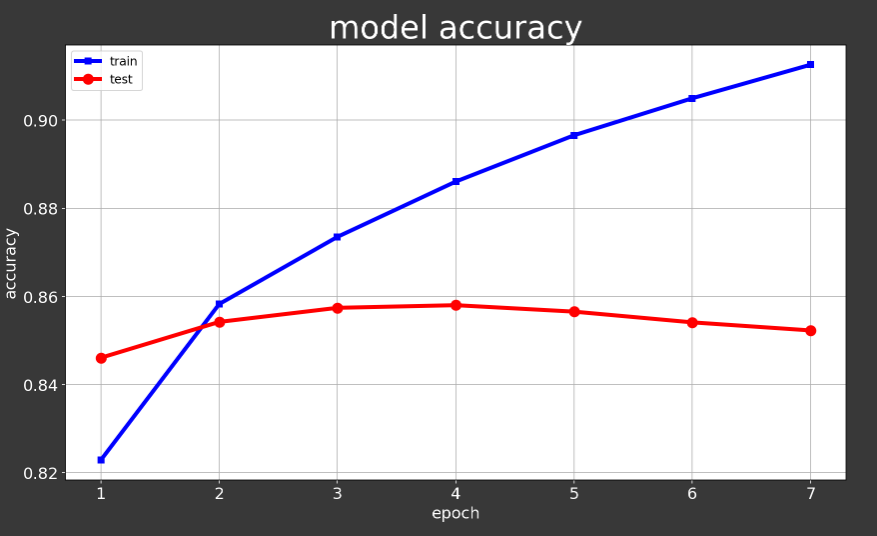 model accuracy
train
test
0.90
0.88
0.86
0.84
0.82
accuracy
1 2 3 4 5 6 7
epoch